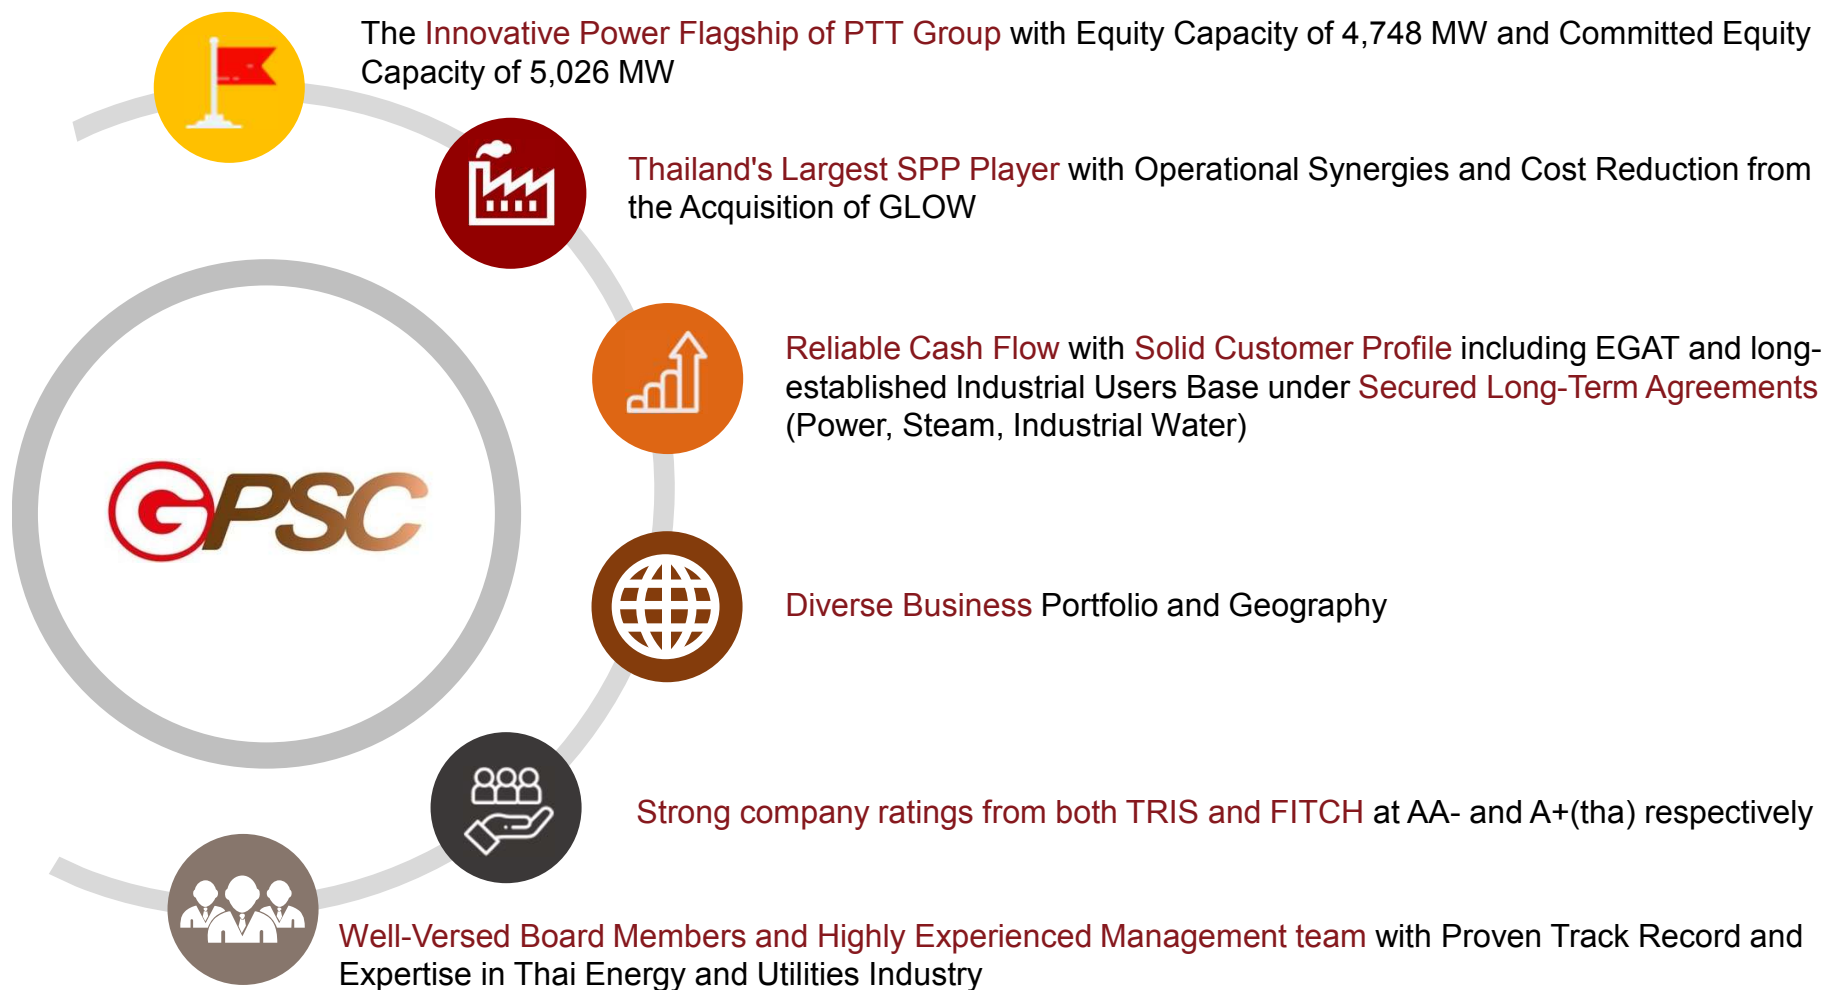 The Innovative Power Flagship of PTT Group with Equity Capacity of 4,748 MW and Committed Equity
Capacity of 5,026 MW
Thailand's Largest SPP Player with Operational Synergies and Cost Reduction from
the Acquisition of GLOW
Reliable Cash Flow with Solid Customer Profile including EGAT and long-
established Industrial Users Base under Secured Long-Term Agreements
(Power, Steam, Industrial Water)
GPSC
Diverse Business Portfolio and Geography
Strong company ratings from both TRIS and FITCH at AA- and A+(tha) respectively
Well-Versed Board Members and Highly Experienced Management team with Proven Track Record and
Expertise in Thai Energy and Utilities Industry